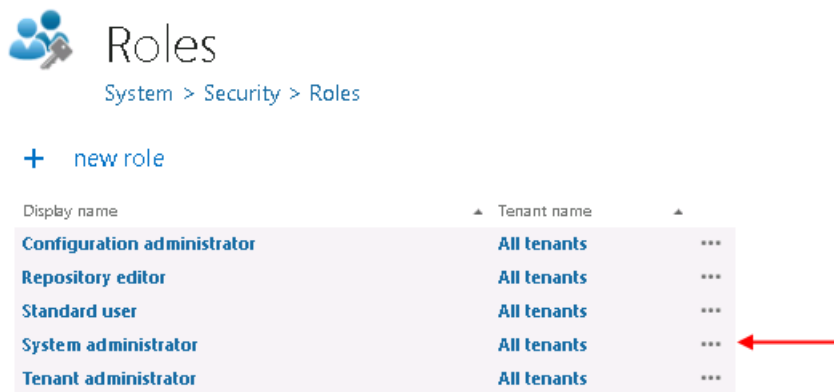 Roles
System > Security > Roles
+ new role
Display name Tenant name
Configuration administrator All tenants ...
Repository editor All tenants ...
Standard user All tenants ...
System administrator All tenants ...
Tenant administrator All tenants ...